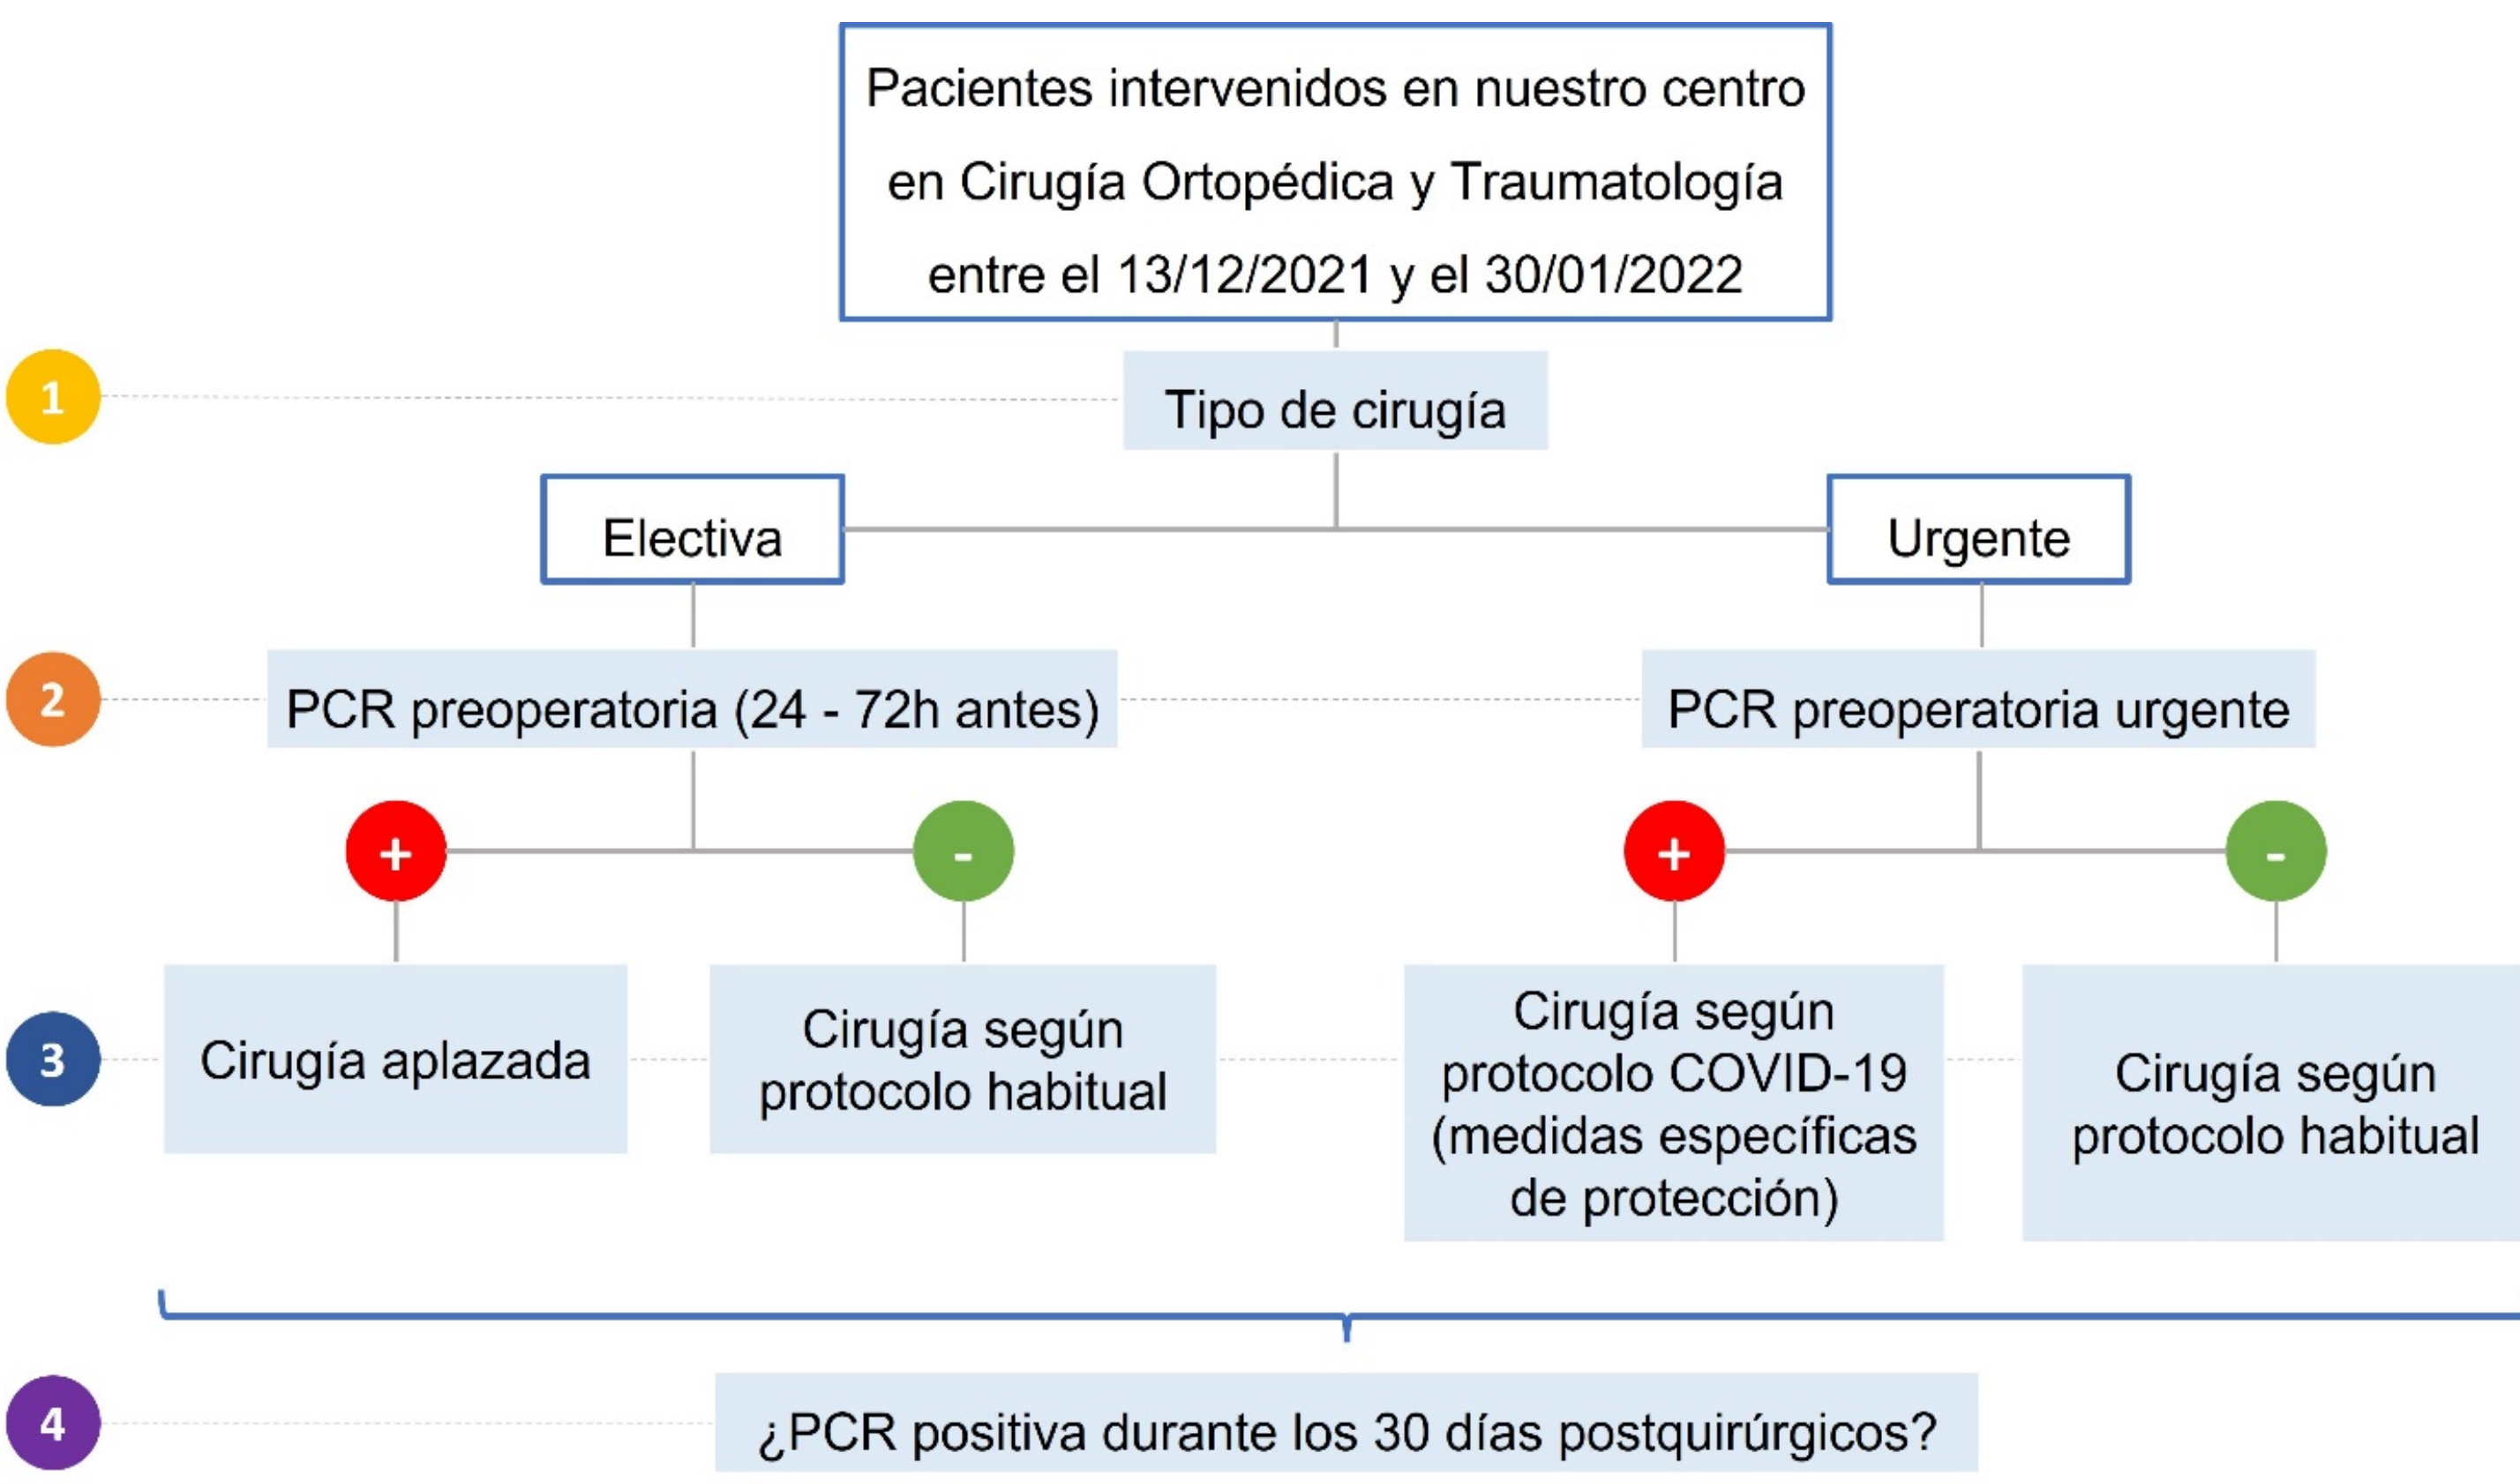 Pacientes intervenidos en nuestro centro
en Cirugía Ortopédica y Traumatología
entre el 13/12/2021 y el 30/01/2022
1
Tipo de cirugía
Electiva
Urgente
2
PCR preoperatoria (24 - 72h antes)
PCR preoperatoria urgente
+
-
+
-
3
Cirugía aplazada
Cirugía según
protocolo habitual
Cirugía según
protocolo COVID-19
(medidas específicas
de protección)
Cirugía según
protocolo habitual
4
¿PCR positiva durante los 30 días postquirúrgicos?